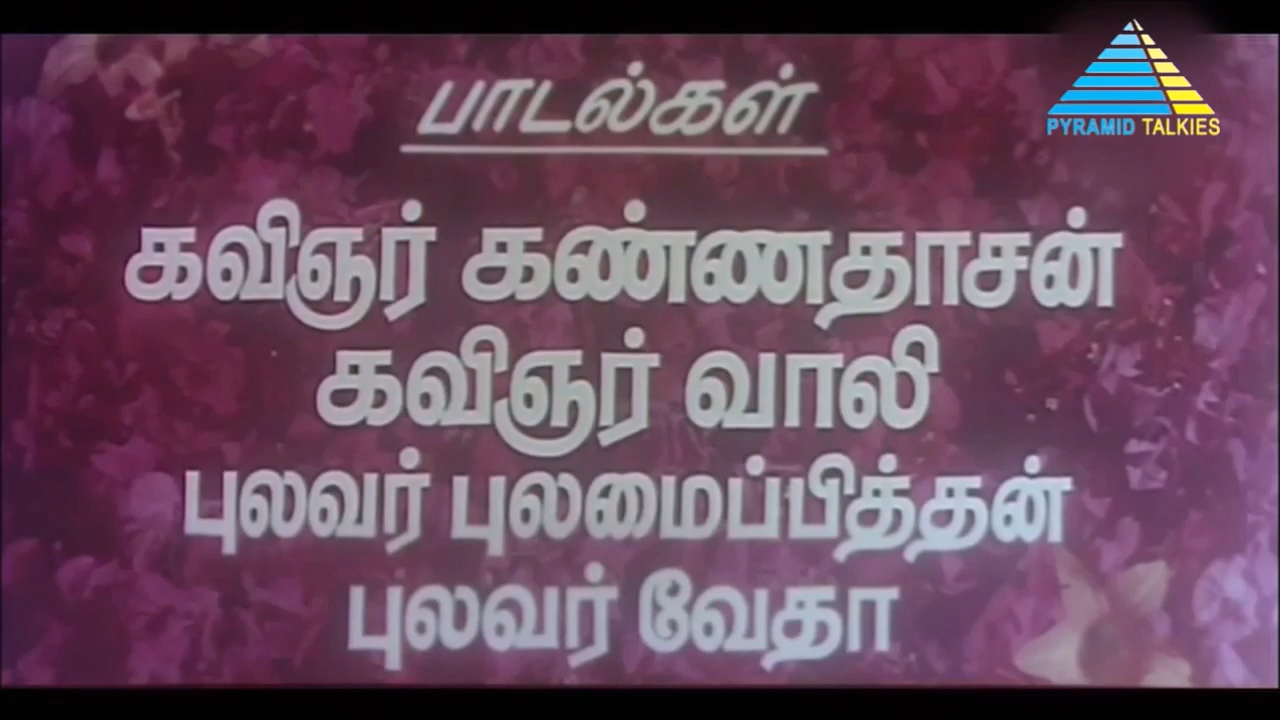 பாடல்கள்
PYRAMID TALKIES
கவிஞர் கண்ணதாசன்
கவிஞர் வாலி
புலவர் புலமைப்பித்தன்
புலவர் வேதா